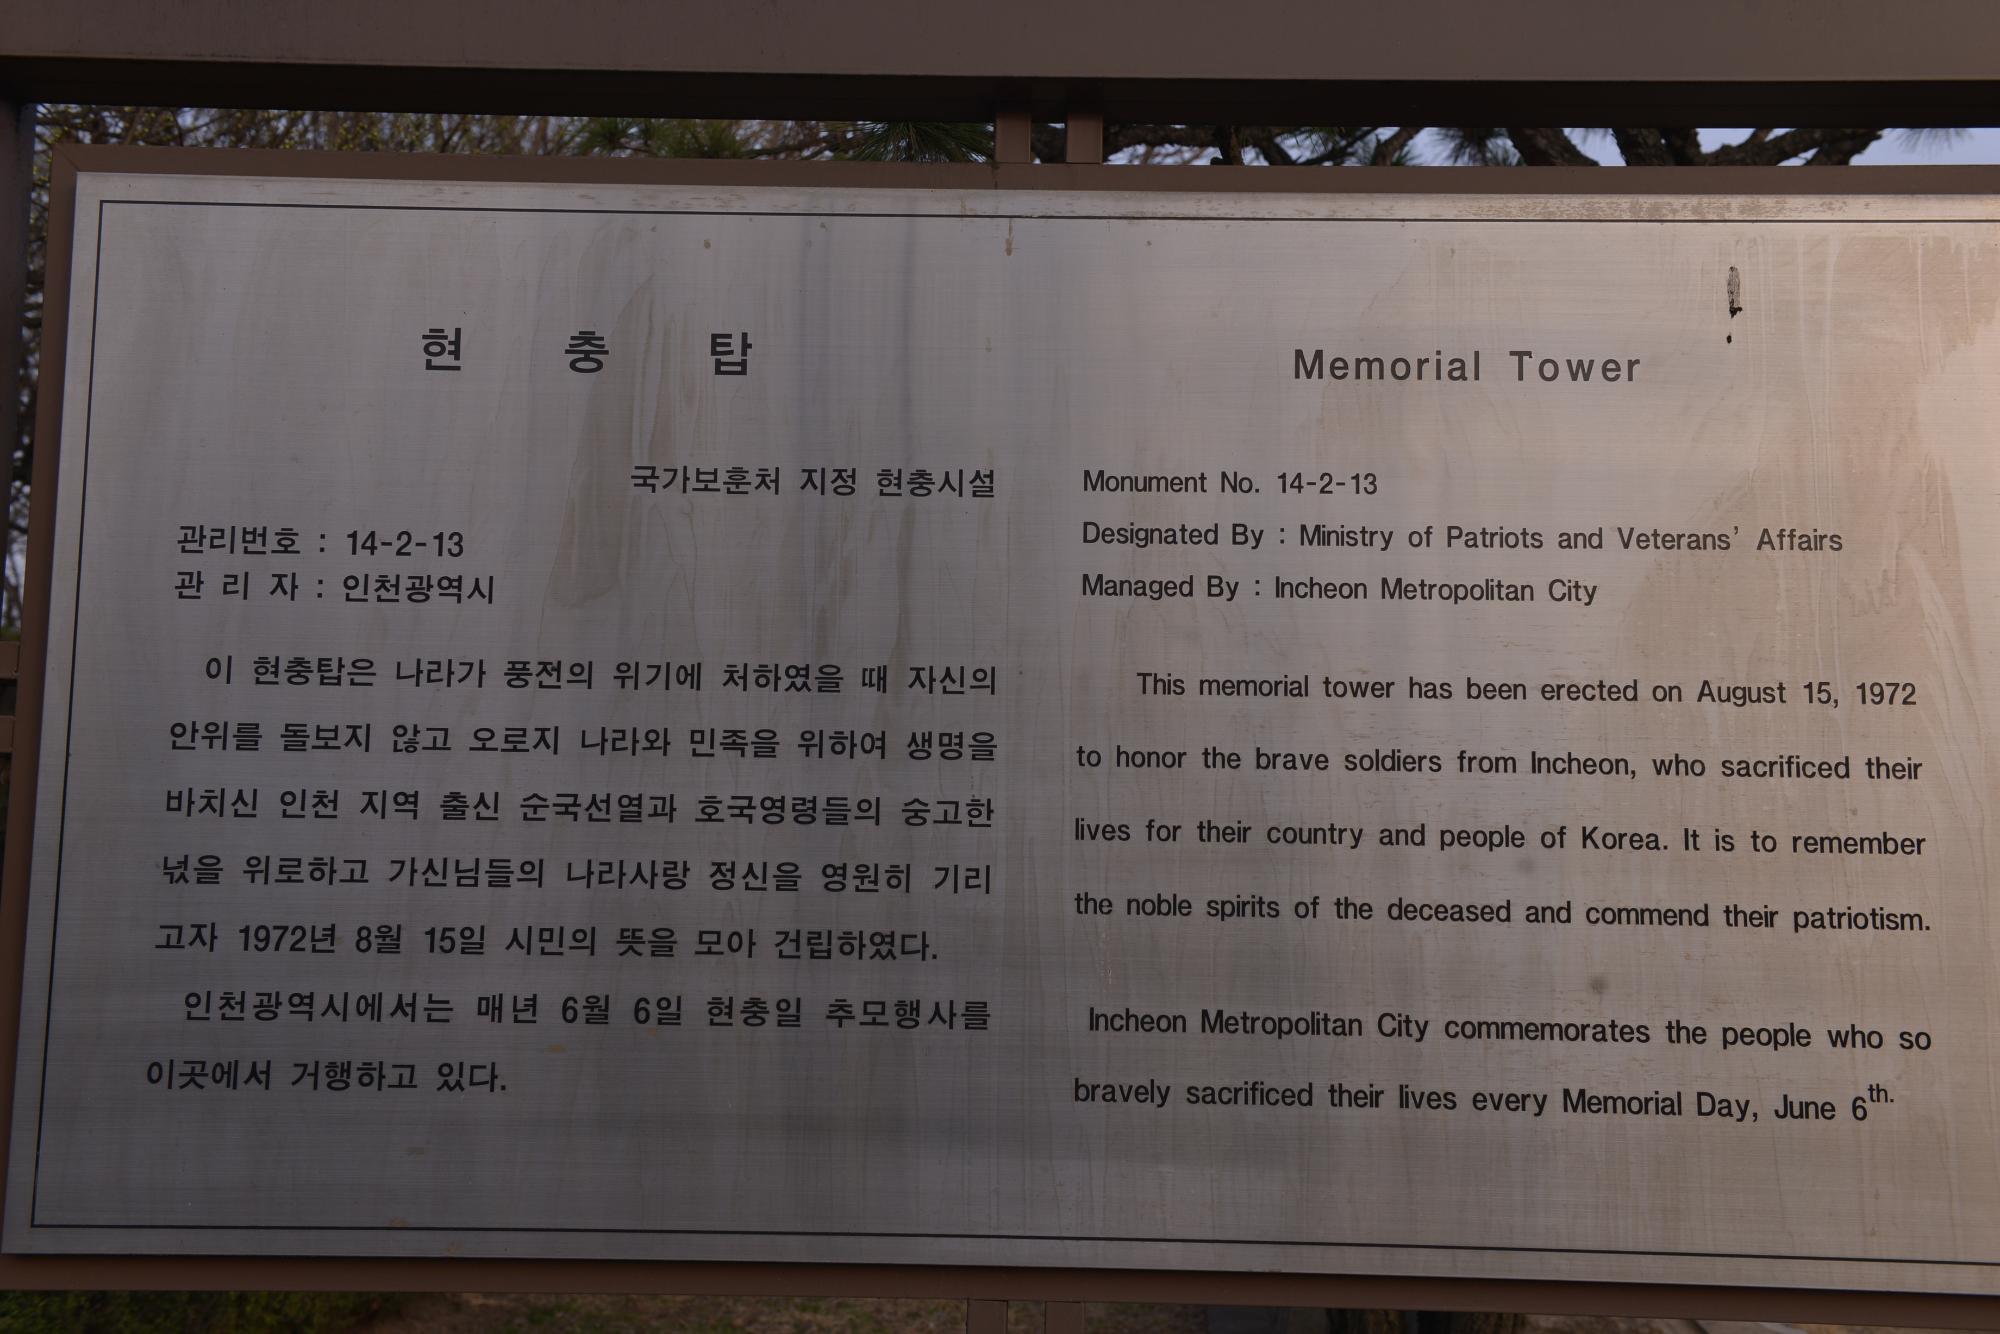 현 충 탑
국가보훈처 지정 현충시설
관리번호 : 14-2-13
관 리 자 : 인천광역시
이 현충탑은 나라가 풍전의 위기에 처하였을 때 자신의
안위를 돌보지 않고 오로지 나라와 민족을 위하여 생명을
바치신 인천 지역 출신 순국선열과 호국영령들의 숭고한
넋을 위로하고 가신님들의 나라사랑 정신을 영원히 기리
고자 1972년 8월 15일 시민의 뜻을 모아 건립하였다.
인천광역시에서는 매년 6월 6일 현충일 추모행사를
이곳에서 거행하고 있다.
Memorial Tower
Monument No. 14-2-13
Designated By : Ministry of Patriots and Veterans' Affairs
Managed By : Incheon Metropolitan City
This memorial tower has been erected on August 15, 1972
to honor the brave soldiers from Incheon, who sacrificed their
lives for their country and people of Korea. It is to remember
the noble spirits of the deceased and commend their patriotism.
Incheon Metropolitan City commemorates the people who so
bravely sacrificed their lives every Memorial Day, June 6th.